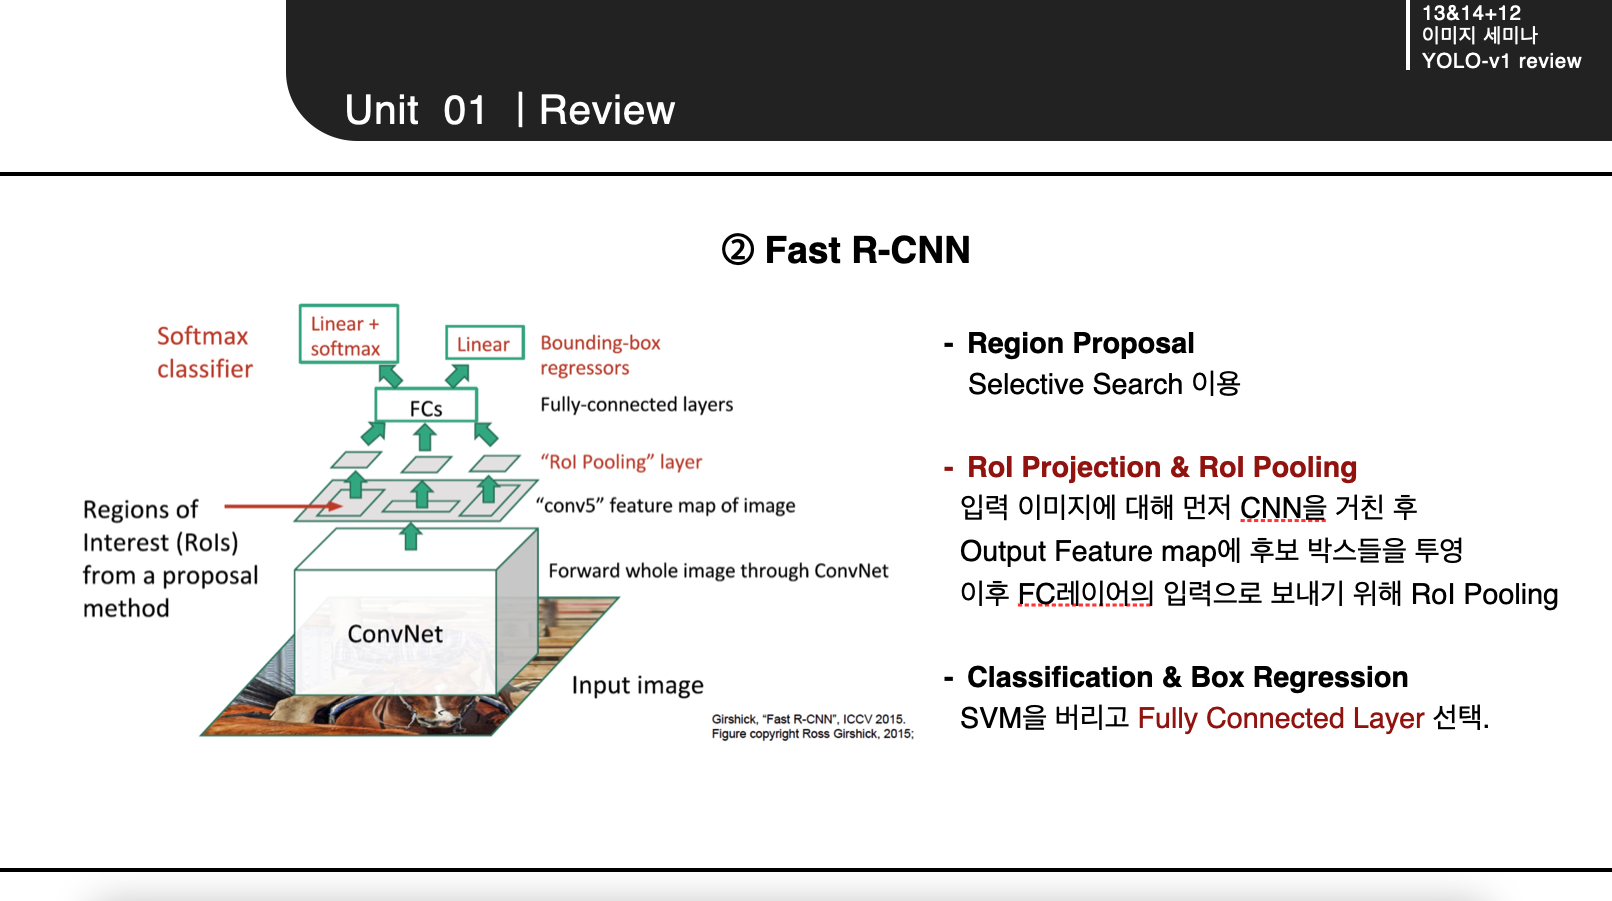 13&14+12
이미지 세미나
YOLO-v1 review
Unit 01 | Review
② Fast R-CNN
Softmax
classifier
Linear +
softmax
Linear
Bounding-box
regressors
FCs
Fully-connected layers
"RoI Pooling" layer
Regions of
Interest (RoIs)
from a proposal
method
"conv5" feature map of image
Forward whole image through ConvNet
ConvNet
Input image
Girshick, "Fast R-CNN", ICCV 2015.
Figure copyright Ross Girshick, 2015;
- Region Proposal
Selective Search 이용
- RoI Projection & RoI Pooling
입력 이미지에 대해 먼저 CNN을 거친 후
Output Feature map에 후보 박스들을 투영
이후 FC레이어의 입력으로 보내기 위해 RoI Pooling
- Classification & Box Regression
SVM을 버리고 Fully Connected Layer 선택.